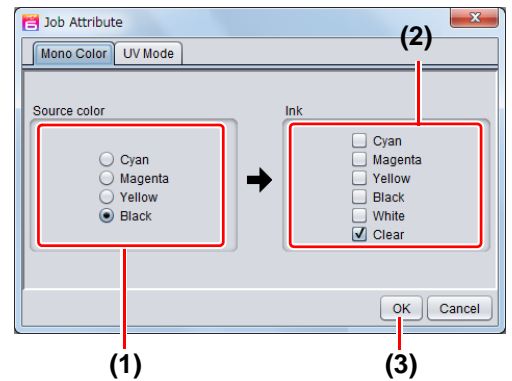 Job Attribute
(2)
Mono Color UV Mode
Source color
Ink
Cyan
Magenta
Yellow
Black
Cyan
Magenta
Yellow
Black
White
Clear
OK Cancel
(1)
(3)